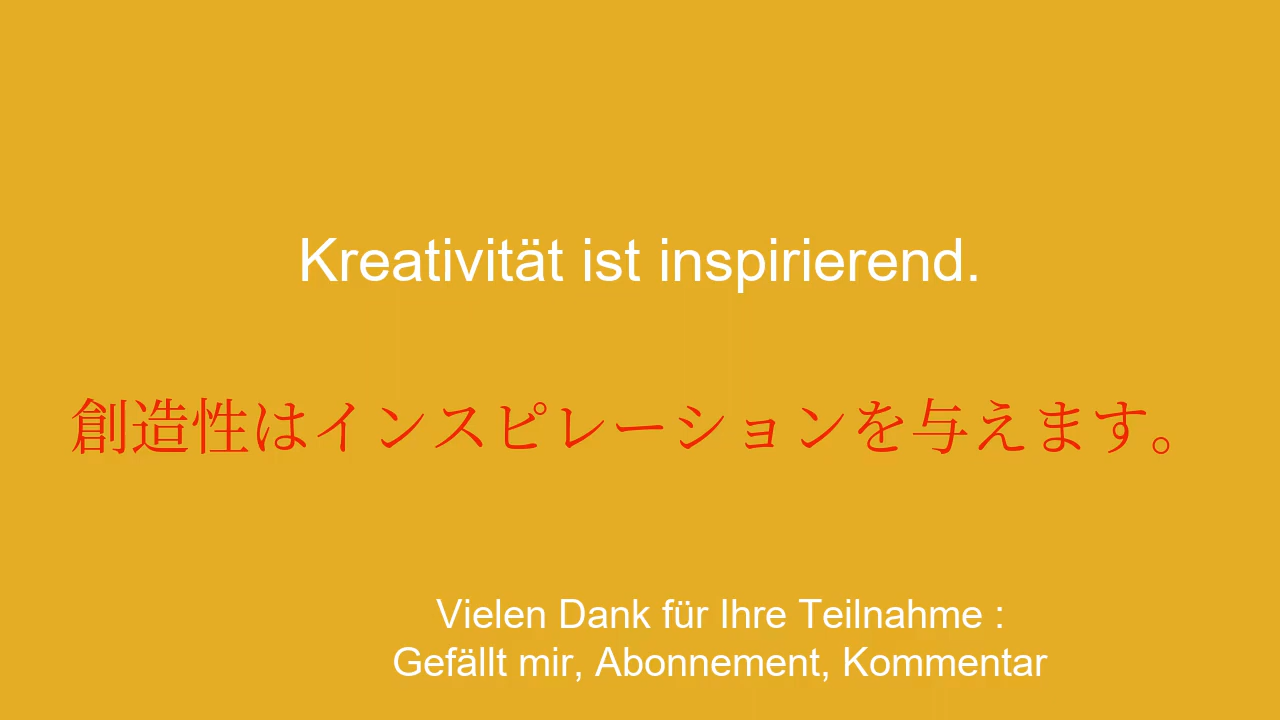 Kreativität ist inspirierend.
創造性はインスピレーションを与えます。
Vielen Dank für Ihre Teilnahme :
Gefällt mir, Abonnement, Kommentar